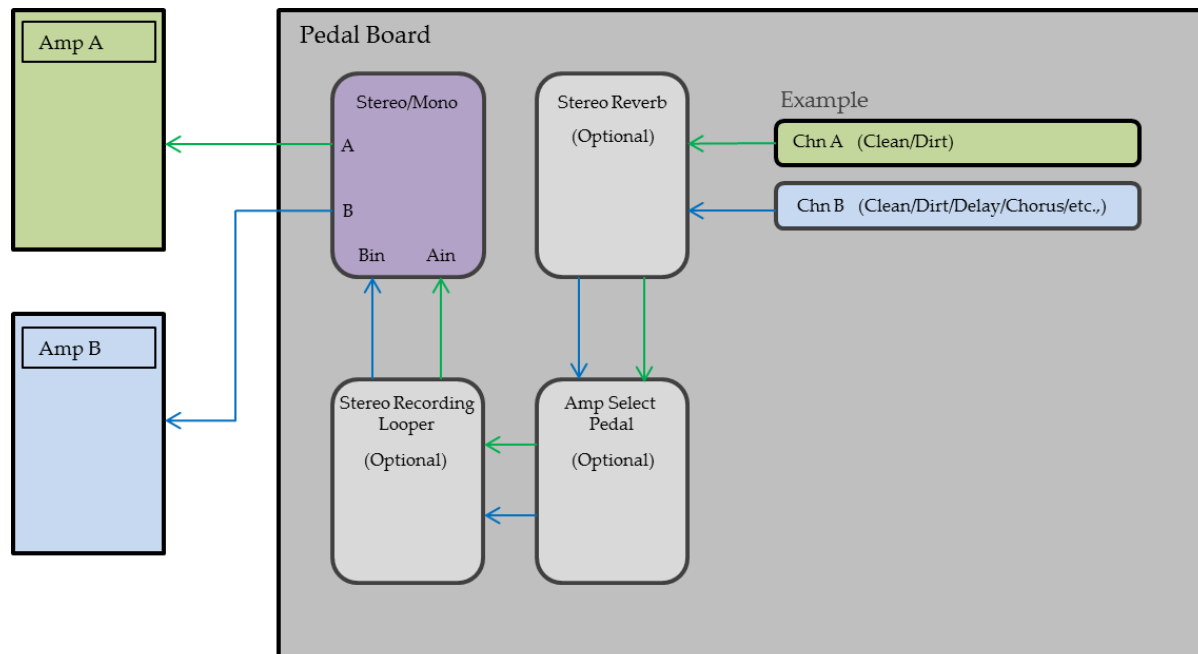 Amp A
Pedal Board
Stereo/Mono
A
B
Bin Ain
Stereo Reverb
(Optional)
Example
Chn A (Clean/Dirt)
Chn B (Clean/Dirt/Delay/Chorus/etc.,)
Amp B
Stereo Recording
Looper
(Optional)
Amp Select
Pedal
(Optional)